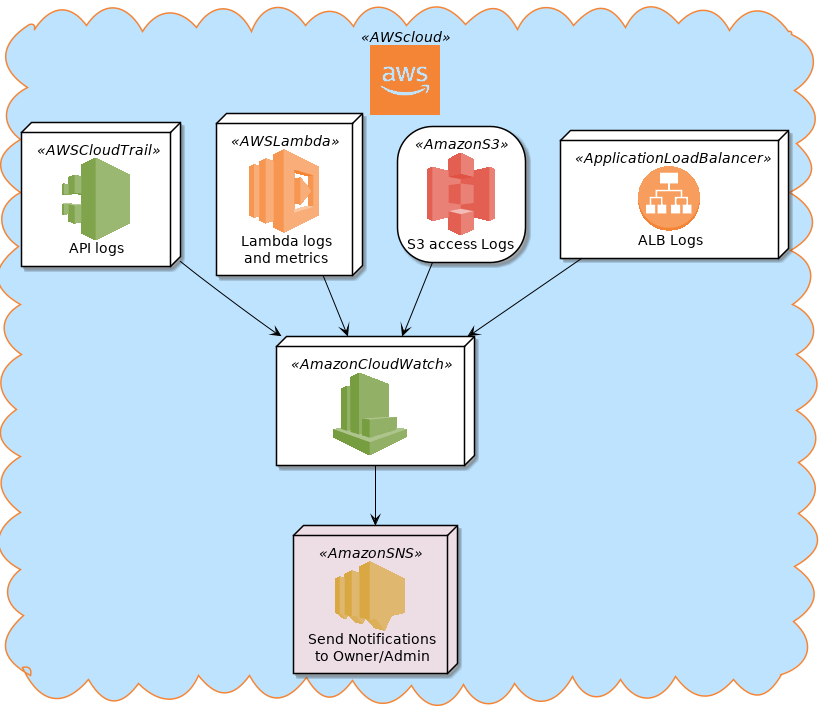 «AWScloud»
aws
«AWSCloudTrail»
API logs
«AWSLambda»
Lambda logs
and metrics
«AmazonS3»
S3 access Logs
«ApplicationLoadBalancer»
ALB Logs
«AmazonCloudWatch»
«AmazonSNS»
Send Notifications
to Owner/Admin